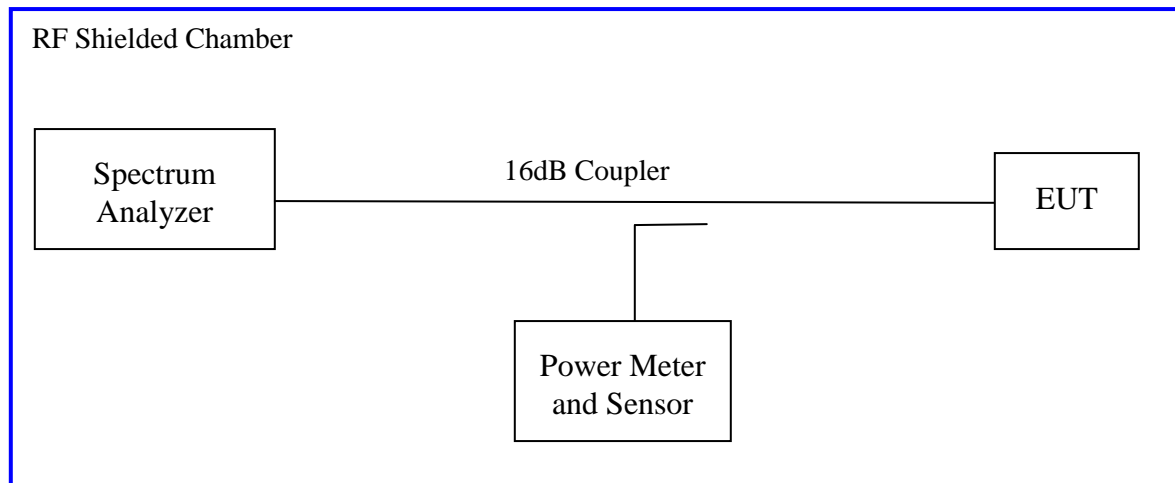 RF Shielded Chamber
Spectrum
Analyzer
16dB Coupler
EUT
Power Meter
and Sensor